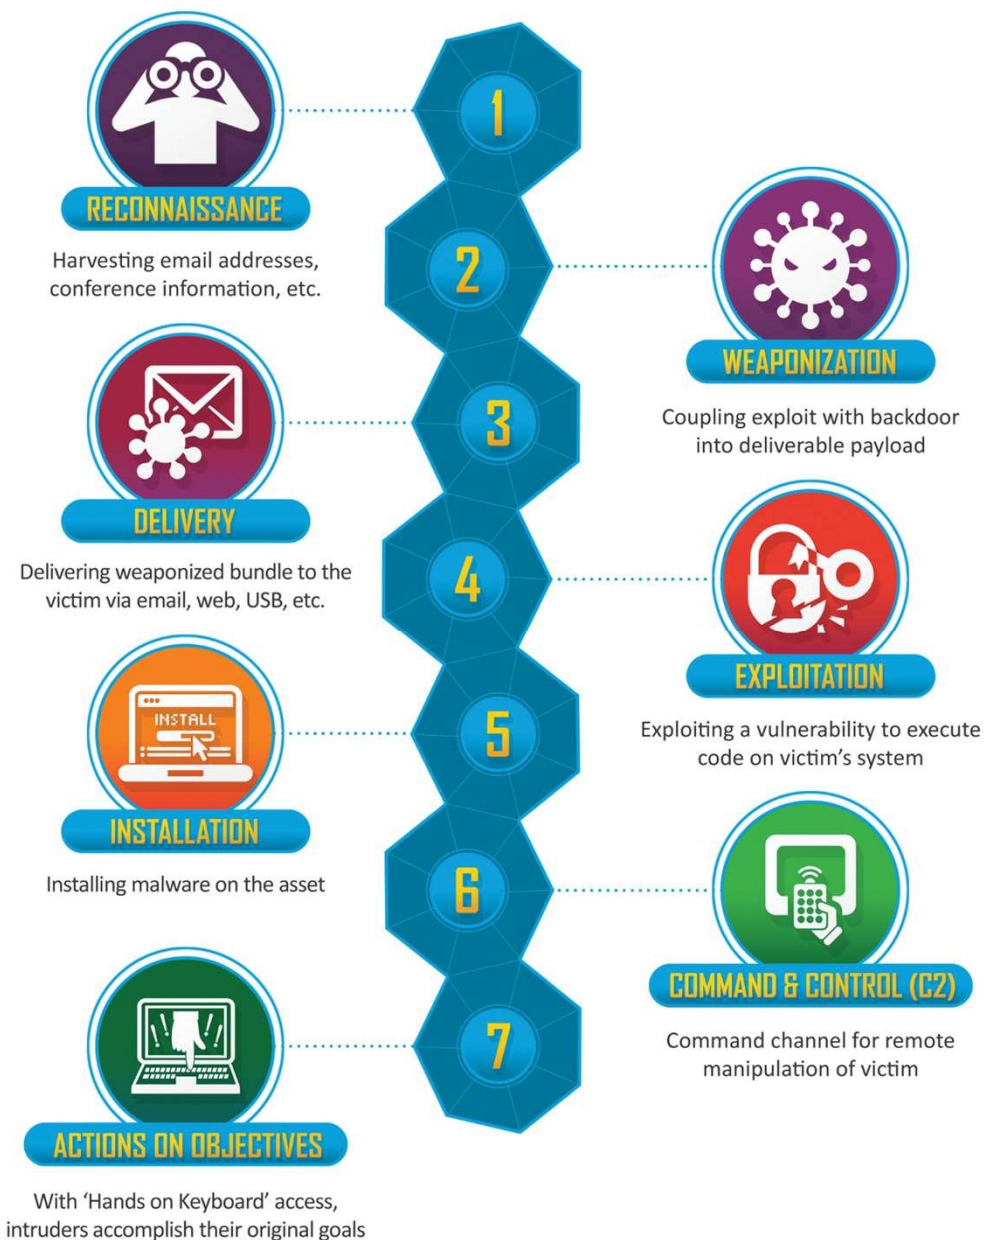 1
RECONNAISSANCE
Harvesting email addresses,
conference information, etc.
2
WEAPONIZATION
Coupling exploit with backdoor
into deliverable payload
3
DELIVERY
Delivering weaponized bundle to the
victim via email, web, USB, etc.
4
EXPLOITATION
Exploiting a vulnerability to execute
code on victim’s system
5
INSTALL
INSTALLATION
Installing malware on the asset
6
COMMAND & CONTROL (C2)
Command channel for remote
manipulation of victim
7
ACTIONS ON OBJECTIVES
With ‘Hands on Keyboard’ access,
intruders accomplish their original goals